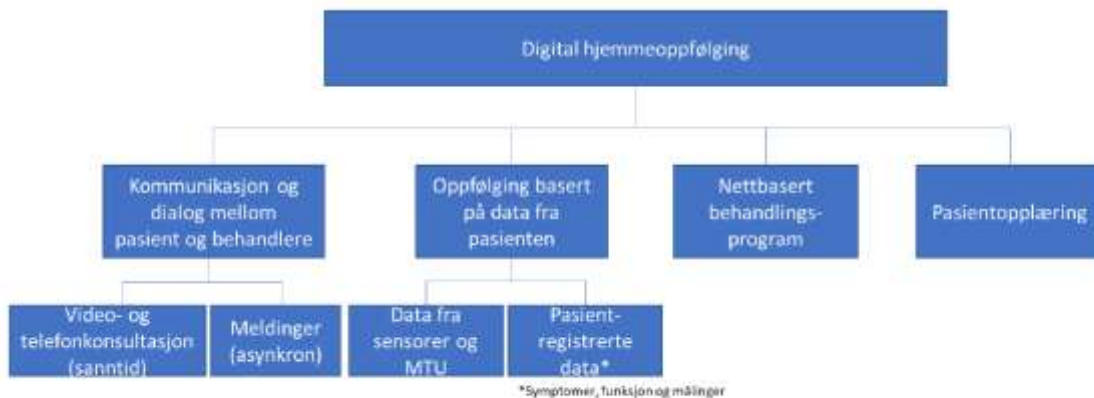 Digital hjemmeoppfølging
Kommunikasjon og
dialog mellom
pasient og behandlere
Oppfølging basert
på data fra
pasienten
Nettbasert
behandlings-
program
Pasientopplæring
Video- og
telefonkonsultasjon
(sanntid)
Meldinger
(asynkron)
Data fra
sensorer og
MTU
Pasient-
registrerte
data*
*Symptomer, funksjon og målinger